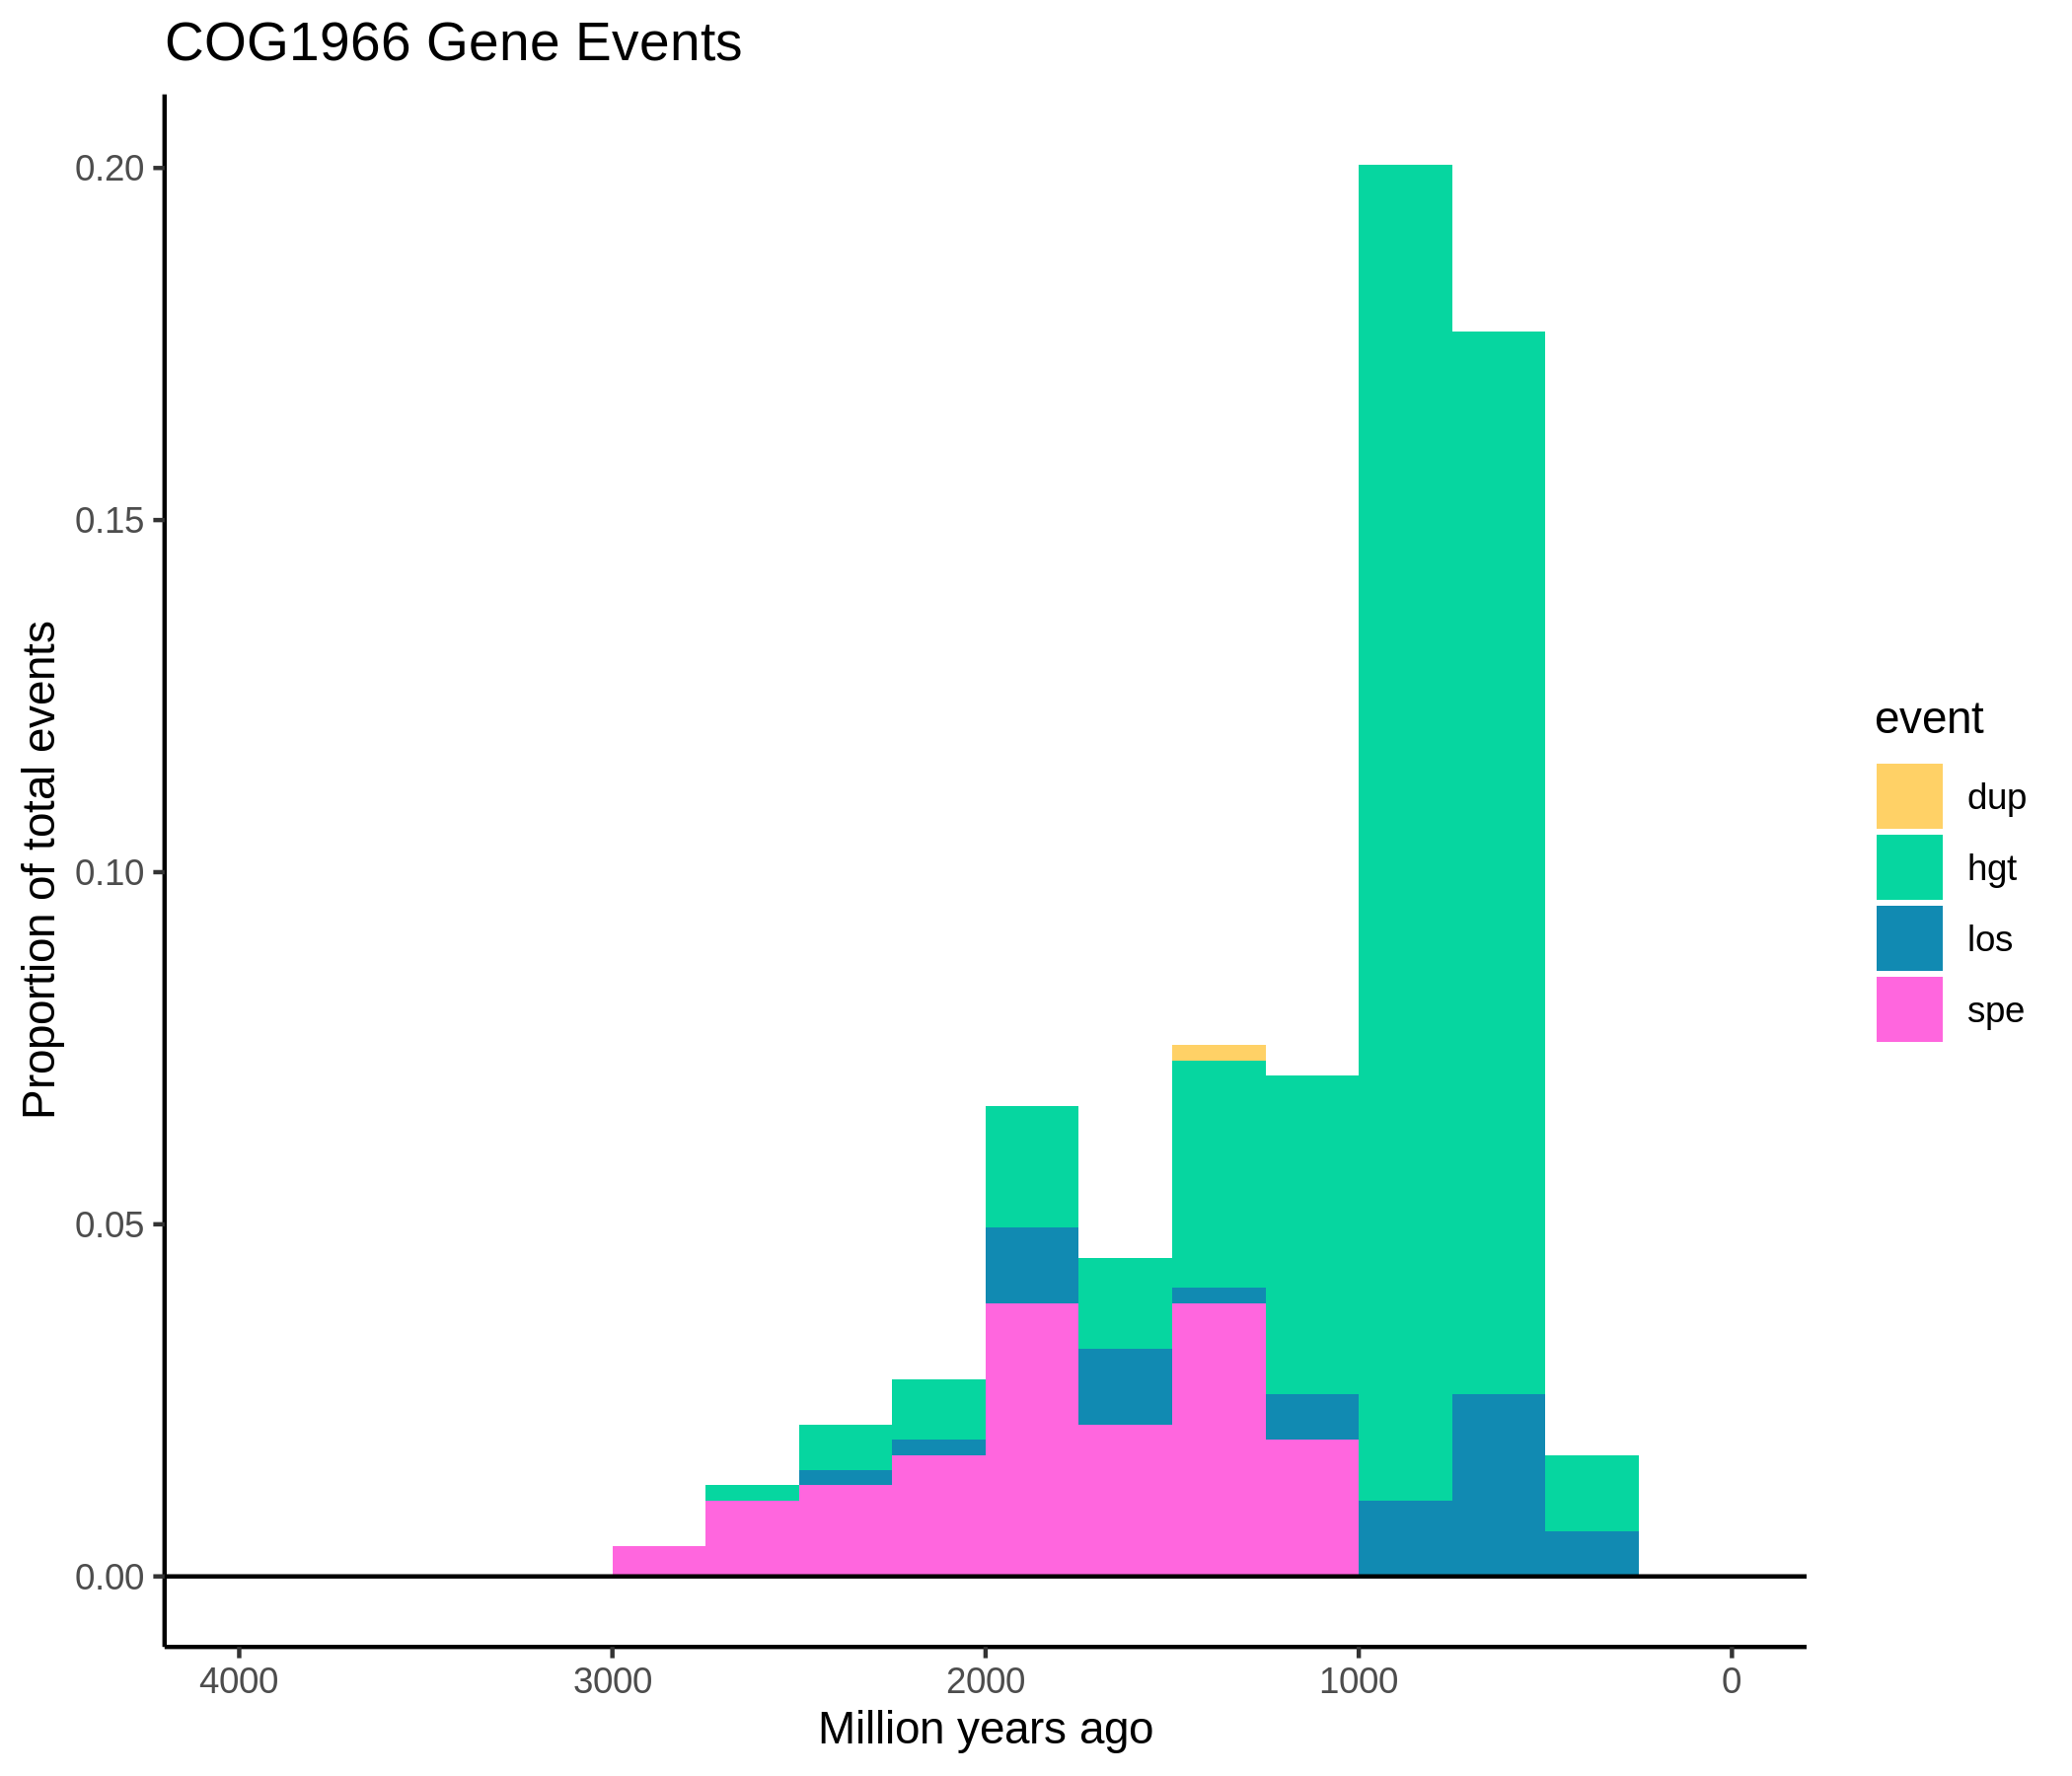 COG1966 Gene Events
Proportion of total events
0.20
0.15
0.10
0.05
0.00
4000 3000 2000 1000 0
Million years ago
event
dup
hgt
los
spe